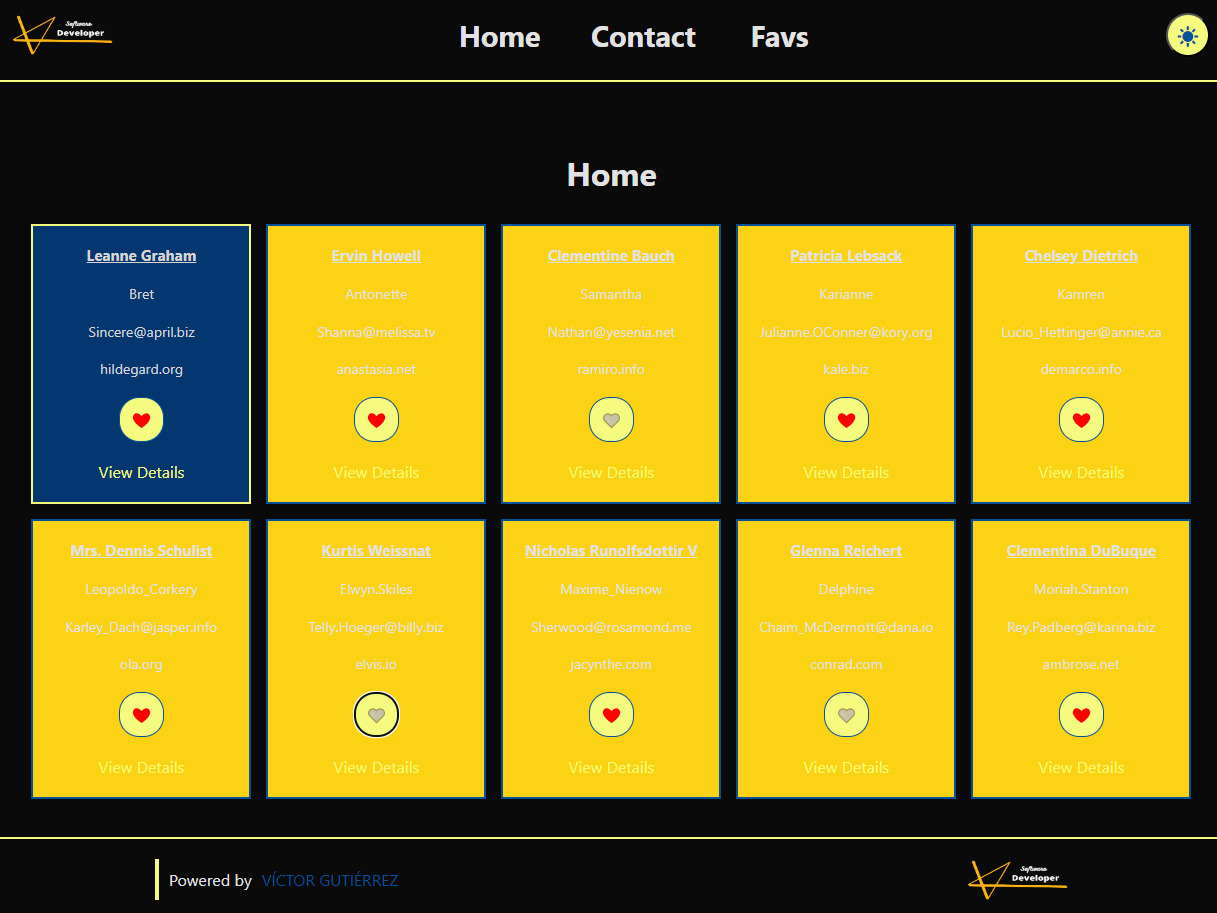 Software
Developer
Home
Contact
Favs
Home
Leanne Graham
Bret
Sincere@april.biz
hildegard.org
View Details
Ervin Howell
Antonette
Shanna@melissa.tv
anastasia.net
View Details
Clementine Bauch
Samantha
Nathan@yesenia.net
ramiro.info
View Details
Patricia Lebsack
Karianne
Julianne.OConner@kory.org
kale.biz
View Details
Chelsey Dietrich
Kamren
Lucio_Hettinger@annie.ca
demarco.info
View Details
Mrs. Dennis Schulist
Leopoldo_Corkery
Karley_Dach@jasper.info
ola.org
View Details
Kurtis Weissnat
Elwyn.Skiles
Telly.Hoeger@billy.biz
elvis.io
View Details
Nicholas Runolfsdottir V
Maxime_Nienow
Sherwood@rosamond.me
jacynthe.com
View Details
Glenna Reichert
Delphine
Chaim_McDermott@dana.io
conrad.com
View Details
Clementina DuBuque
Moriah.Stanton
Rey.Padberg@karina.biz
ambrose.net
View Details
Powered by VÍCTOR GUTIÉRREZ
Software
Developer